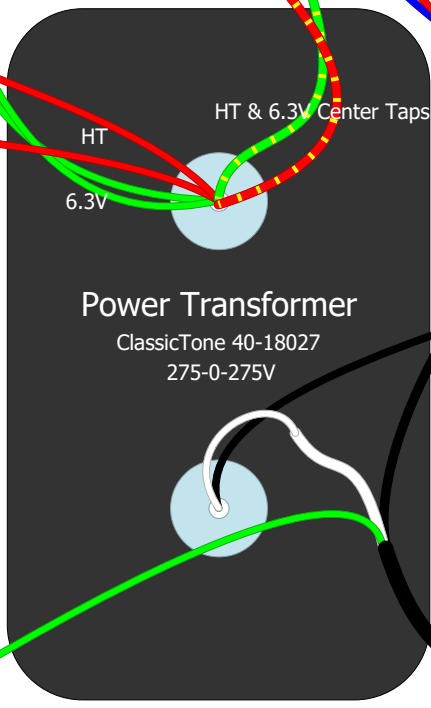 HT & 6.3V Center Taps
HT
6.3V
Power Transformer
ClassicTone 40-18027
275-0-275V